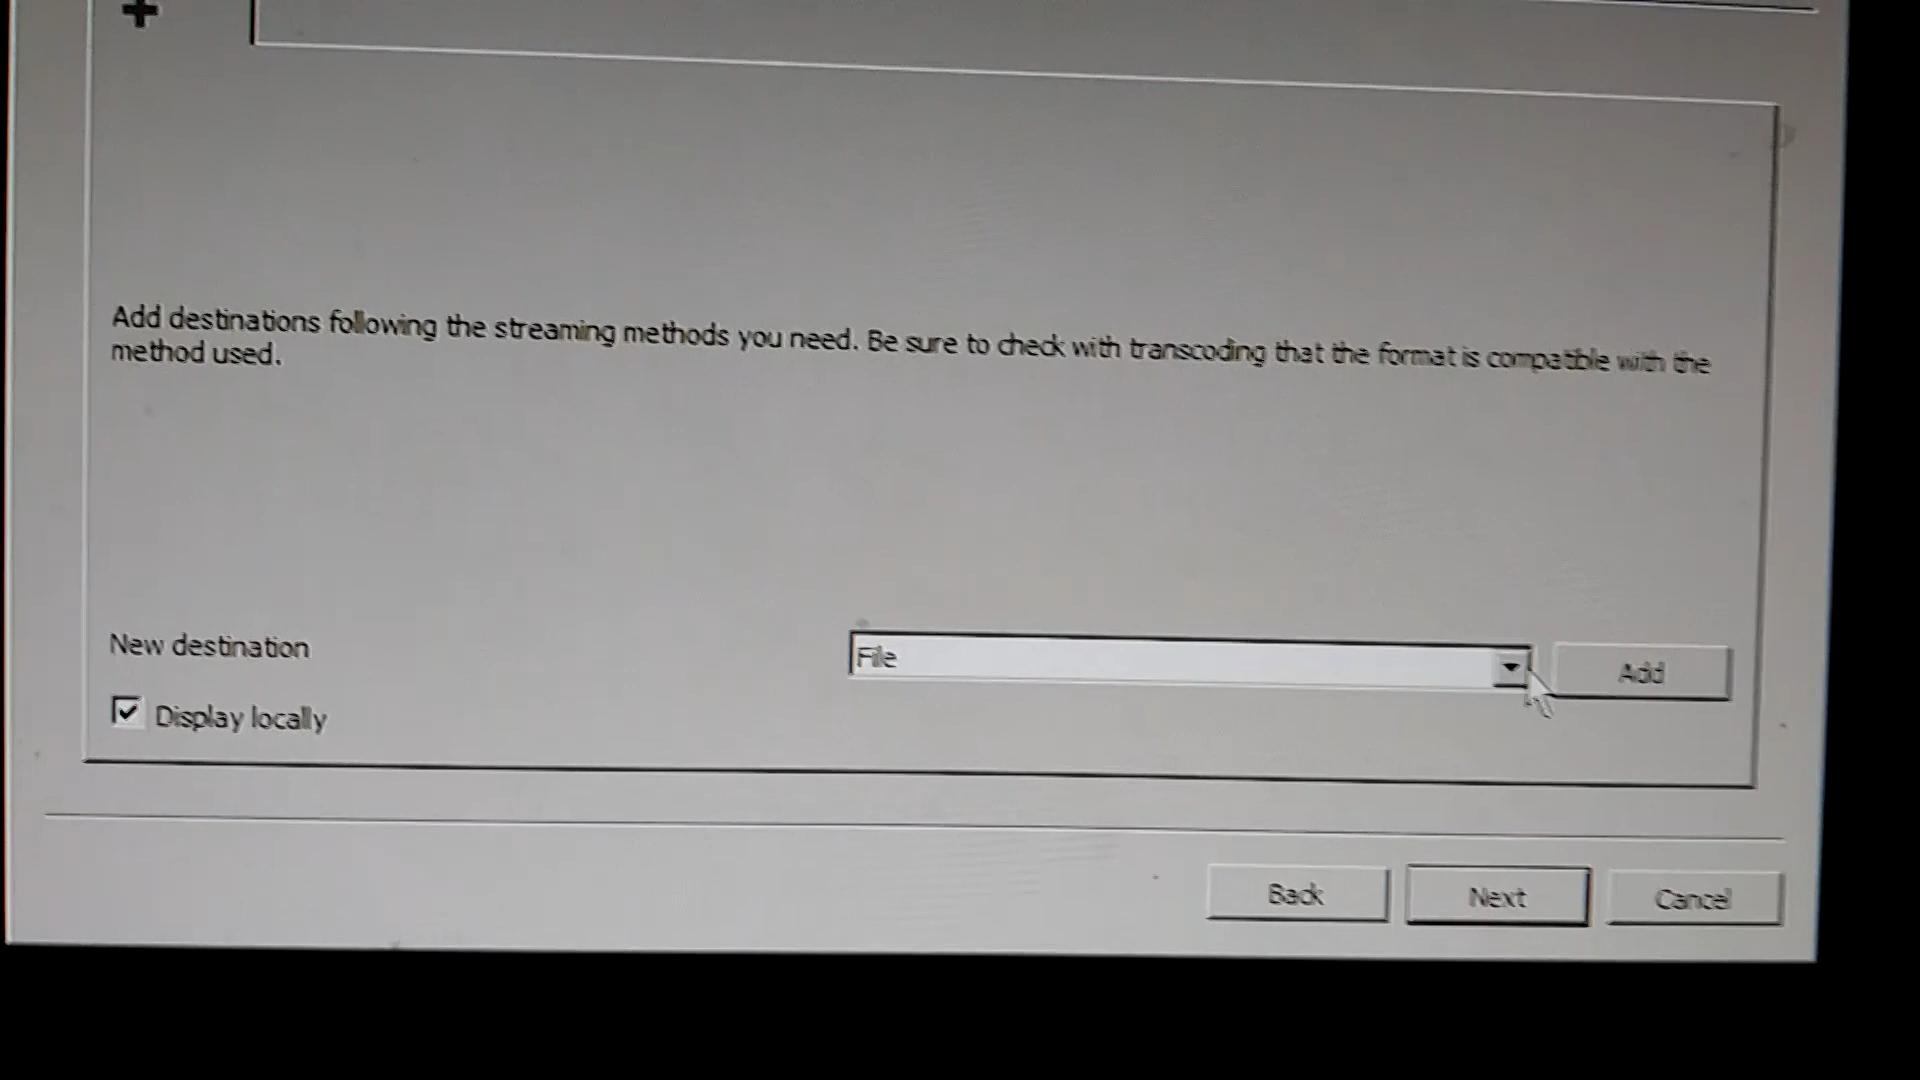 Add destinations following the streaming methods you need. Be sure to check with transcoding that the format is compatible with the
method used.
New destination
File
Add
Display locally
Back
Next
Cancel